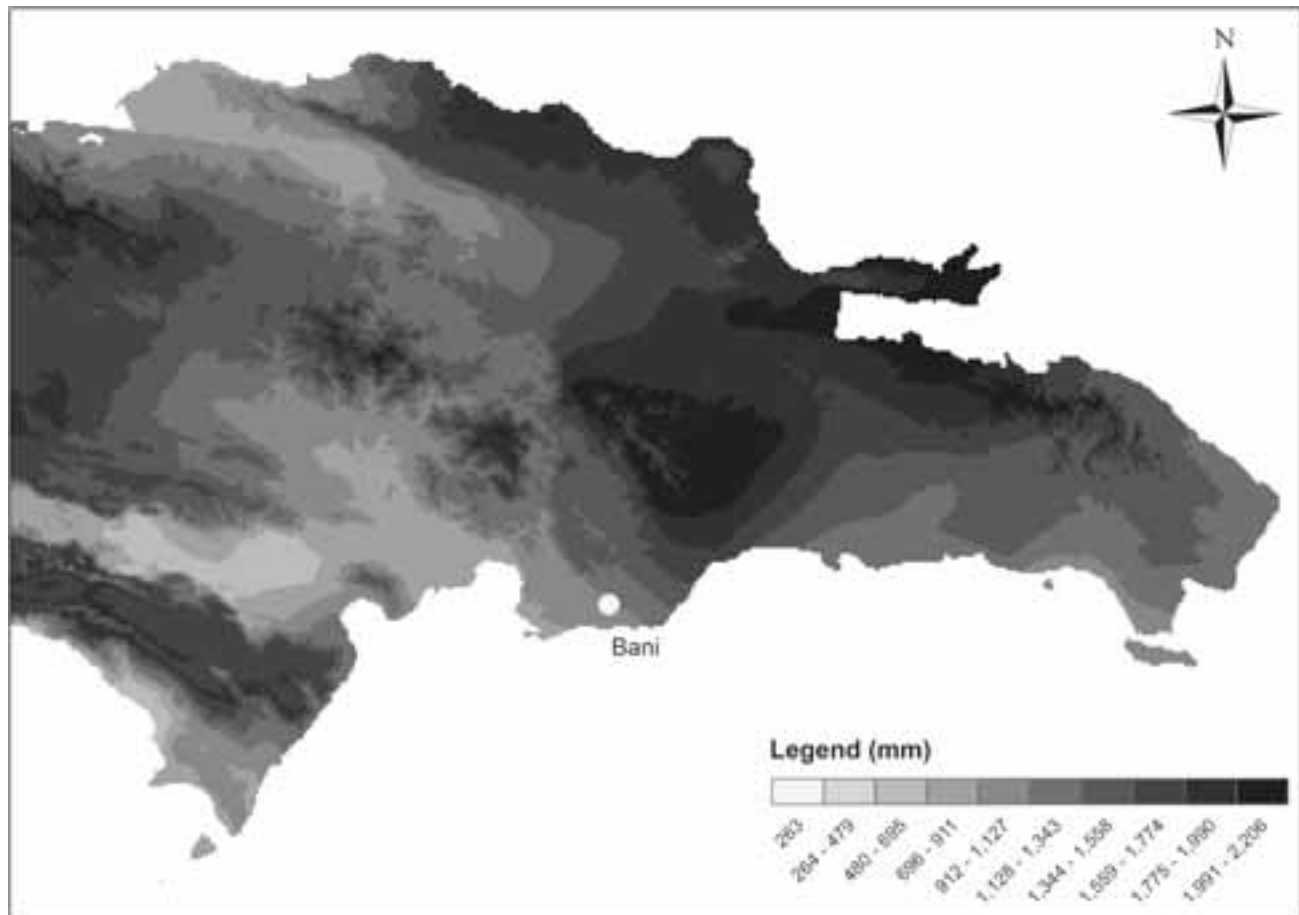 N
Bani
Legend (mm)
263
264 - 479
480 - 695
696 - 911
912 - 1,127
1,128 - 1,343
1,344 - 1,558
1,559 - 1,774
1,775 - 1,990
1,991 - 2,206